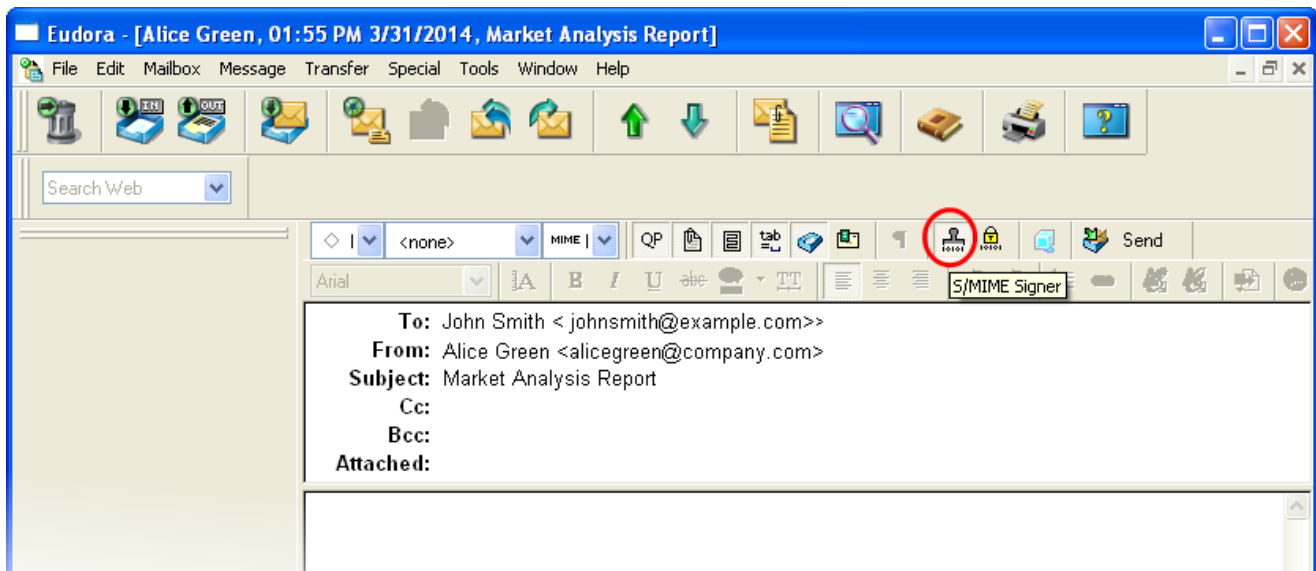 Eudora - [Alice Green, 01:55 PM 3/31/2014, Market Analysis Report]
File Edit Mailbox Message Transfer Special Tools Window Help
IN OUT
Search Web
<none> MIME QP tab Send
Arial A B I U abc TT
S/MIME Signer
To: John Smith < johnsmith@example.com>>
From: Alice Green <alicegreen@company.com>
Subject: Market Analysis Report
Cc:
Bcc:
Attached: